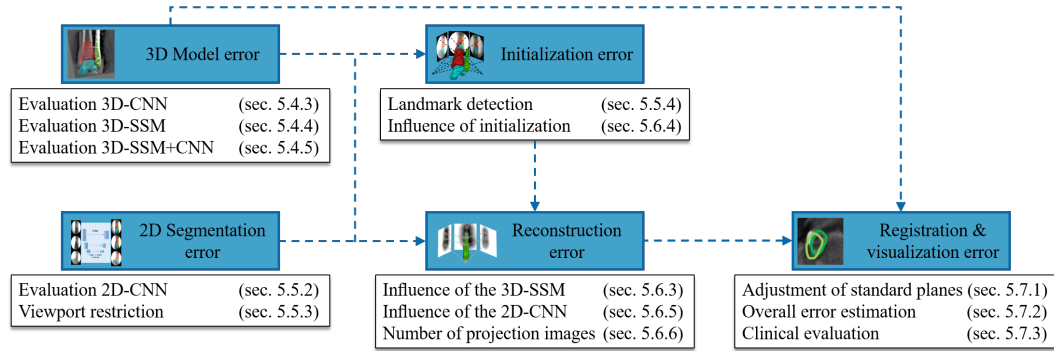 3D Model error
Evaluation 3D-CNN (sec. 5.4.3)
Evaluation 3D-SSM (sec. 5.4.4)
Evaluation 3D-SSM+CNN (sec. 5.4.5)
Initialization error
Landmark detection (sec. 5.5.4)
Influence of initialization (sec. 5.6.4)
2D Segmentation
error
Evaluation 2D-CNN (sec. 5.5.2)
Viewport restriction (sec. 5.5.3)
Reconstruction
error
Influence of the 3D-SSM (sec. 5.6.3)
Influence of the 2D-CNN (sec. 5.6.5)
Number of projection images (sec. 5.6.6)
Registration &
visualization error
Adjustment of standard planes (sec. 5.7.1)
Overall error estimation (sec. 5.7.2)
Clinical evaluation (sec. 5.7.3)